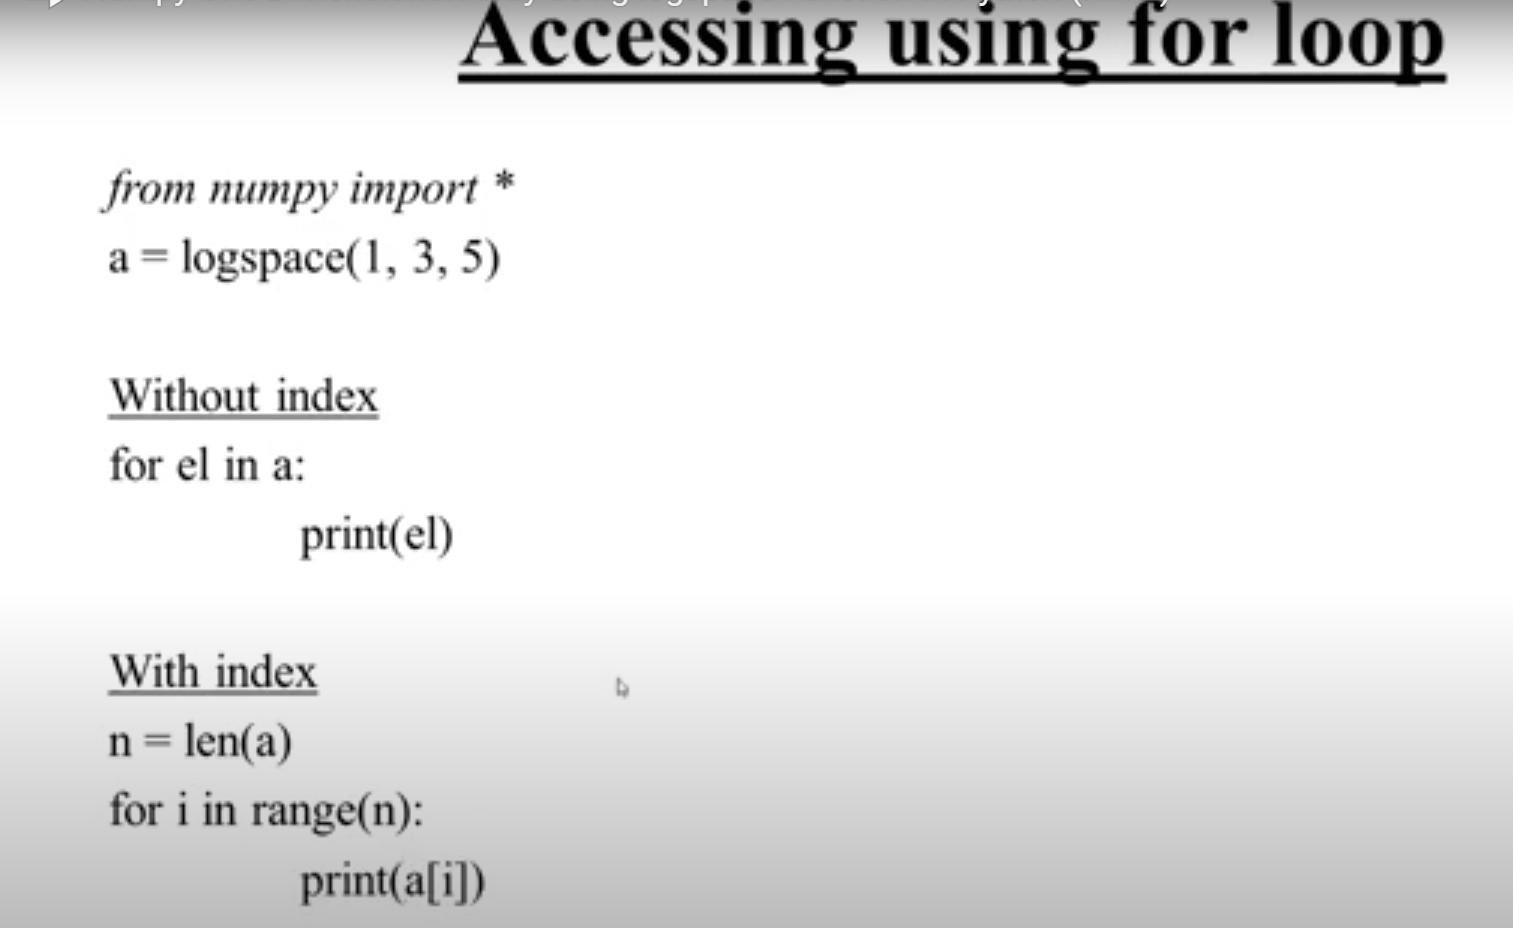 Accessing using for loop
from numpy import *
a = logspace(1, 3, 5)
Without index
for el in a:
print(el)
With index
n = len(a)
for i in range(n):
print(a[i])